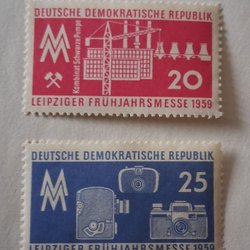 DEUTSCHE DEMOKRATISCHE REPUBLIK
MM
Kombinat Schwarze Pumpe
20
LEIPZIGER FRÜHJAHRSMESSE 1959
DEUTSCHE DEMOKRATISCHE REPUBLIK
MM
25
LEIPZIGER FRÜHJAHRSMESSE 1959